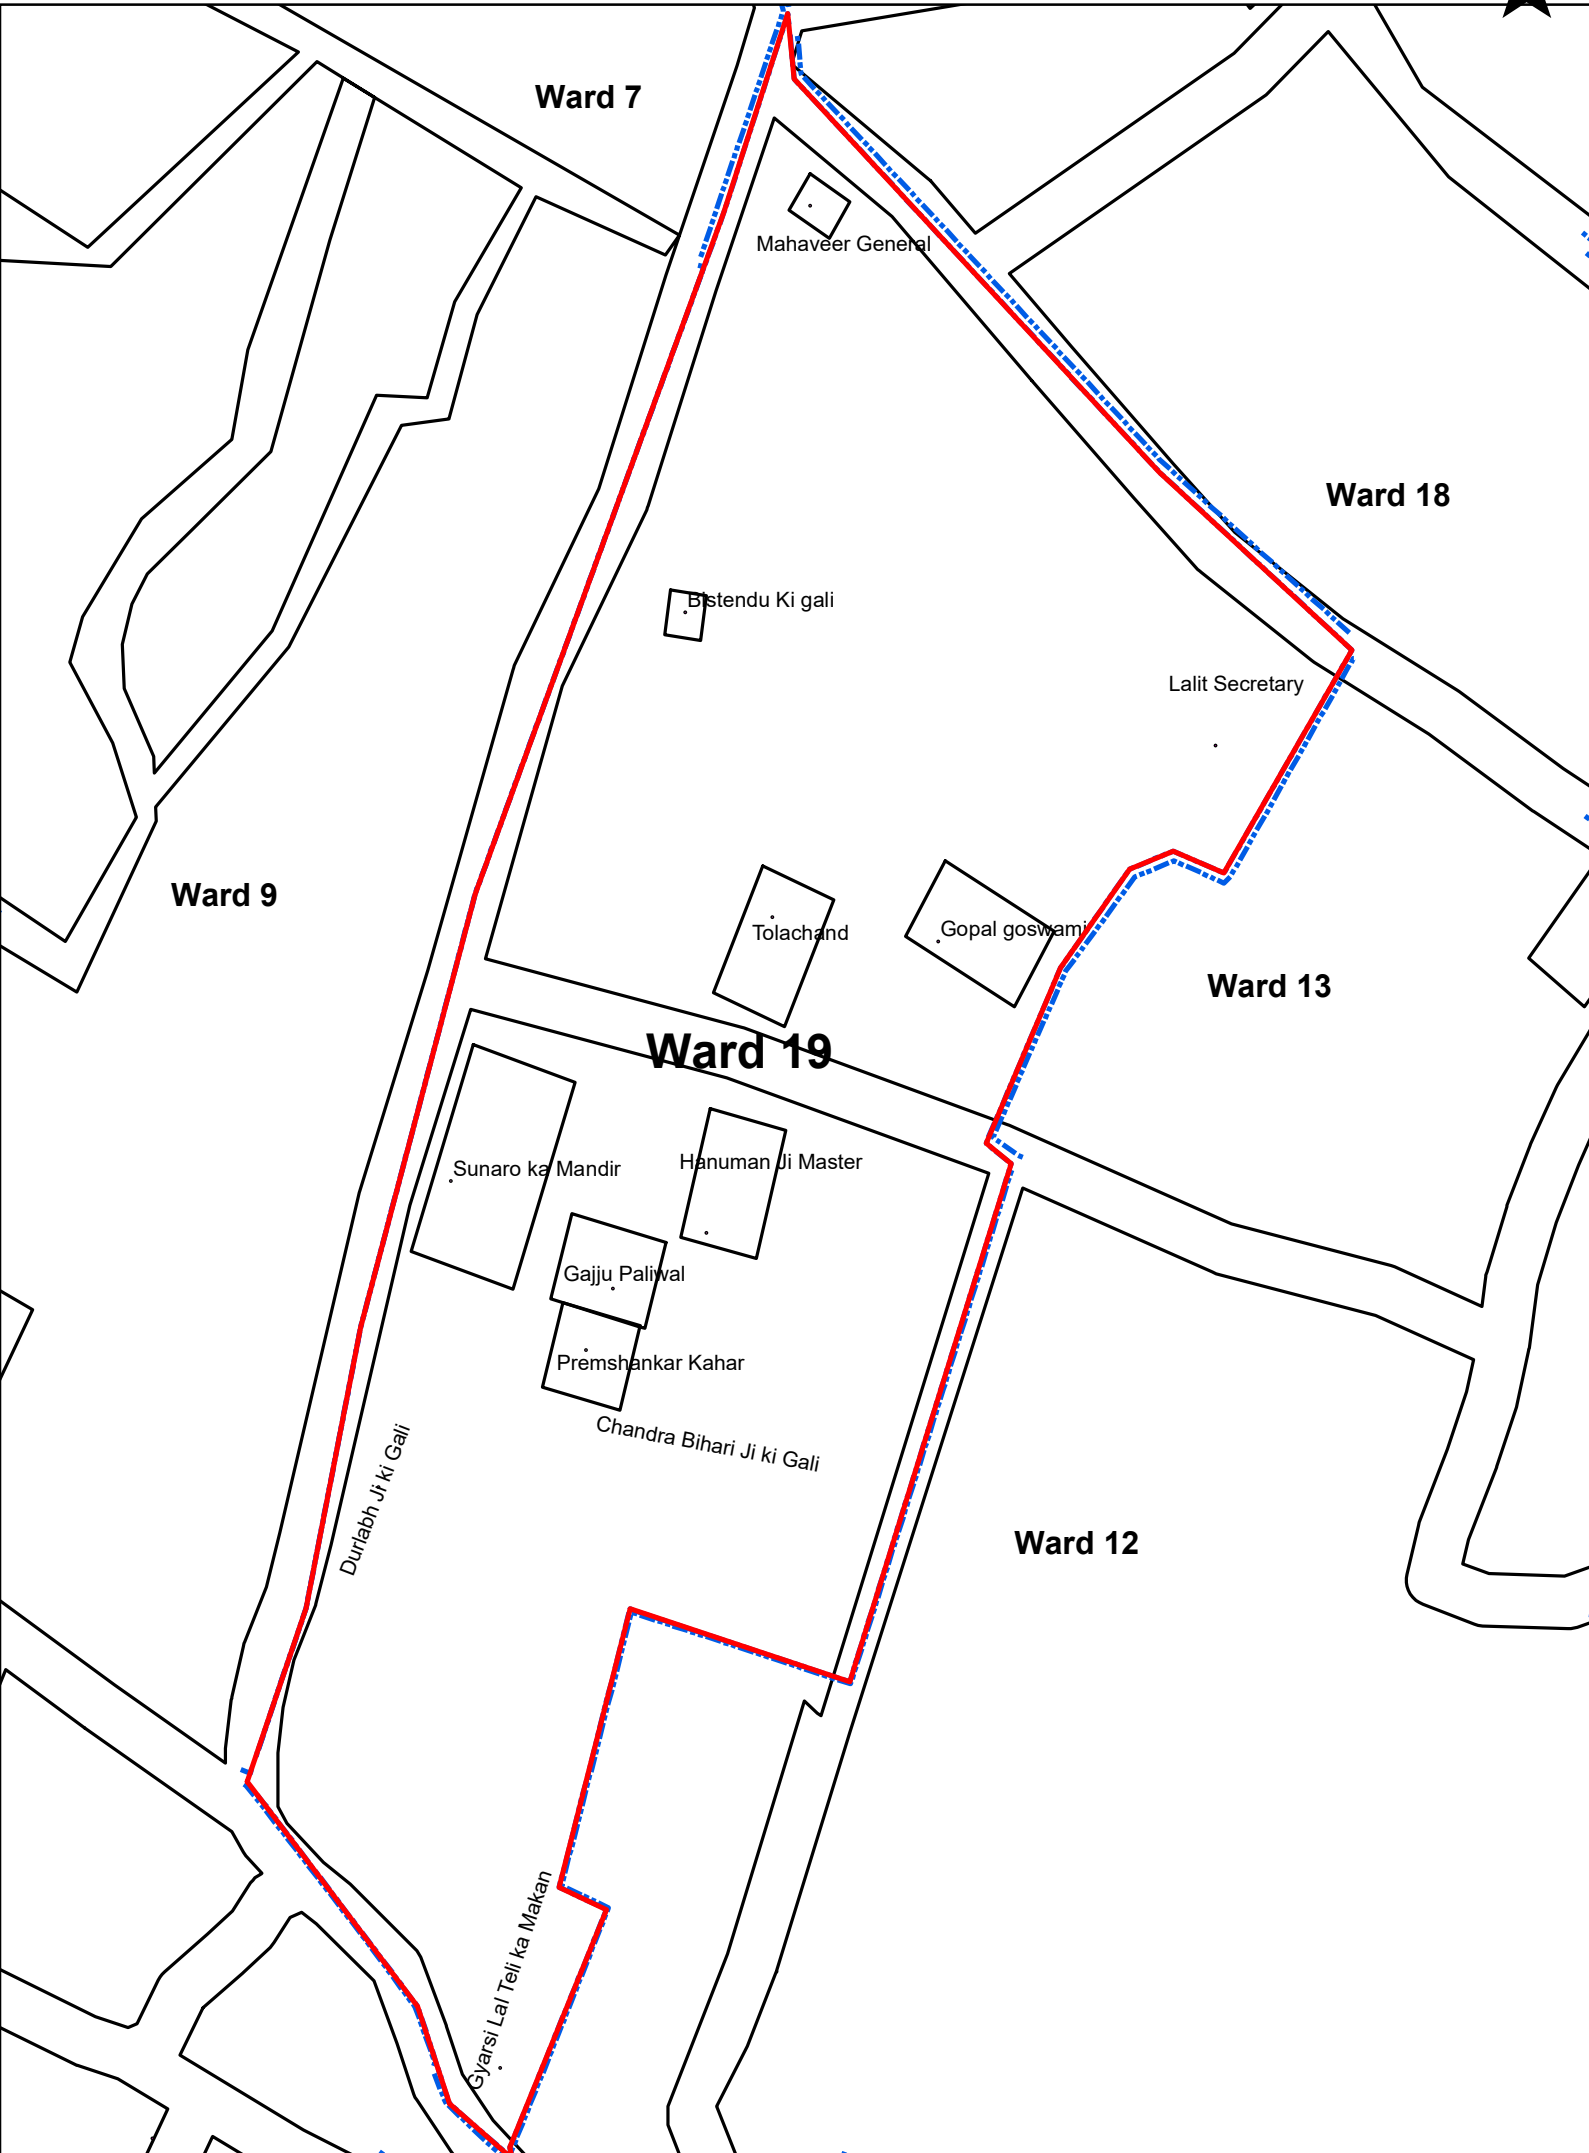 Ward 7
Mahaveer General
Ward 18
Bistendu Ki gali
Lalit Secretary
Ward 9
Tolachand
Gopal goswami
Ward 13
Ward 19
Sunaro ka Mandir
Hanuman Ji Master
Gajju Paliwal
Premshankar Kahar
Chandra Bihari Ji ki Gali
Durlabh Ji ki Gali
Ward 12
Gyarsi Lal Teli ka Makan